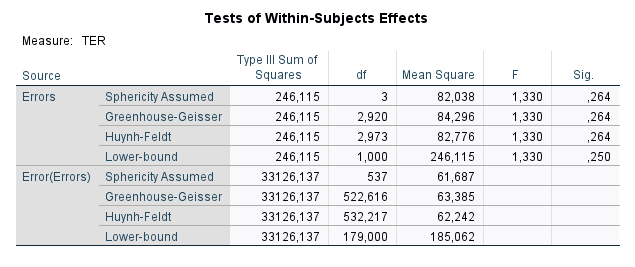 Tests of Within-Subjects Effects
Measure: TER
Source Type III Sum of Squares df Mean Square F Sig.
Errors Sphericity Assumed 246,115 3 82,038 1,330 ,264
Greenhouse-Geisser 246,115 2,920 84,296 1,330 ,264
Huynh-Feldt 246,115 2,973 82,776 1,330 ,264
Lower-bound 246,115 1,000 246,115 1,330 ,250
Error(Errors) Sphericity Assumed 33126,137 537 61,687
Greenhouse-Geisser 33126,137 522,616 63,385
Huynh-Feldt 33126,137 532,217 62,242
Lower-bound 33126,137 179,000 185,062